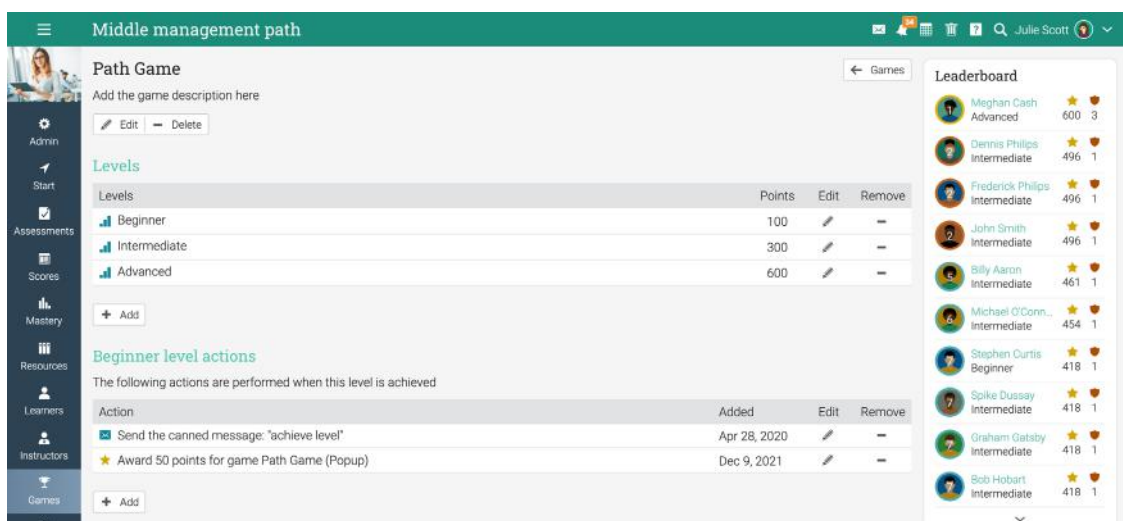 Middle management path
34
Julie Scott
Admin
Start
Assessments
Scores
Mastery
Resources
Learners
Instructors
Games
Path Game
Games
Add the game description here
Edit Delete
Levels
Levels Points Edit Remove
Beginner 100
Intermediate 300
Advanced 600
Add
Beginner level actions
The following actions are performed when this level is achieved
Action Added Edit Remove
Send the canned message: "achieve level" Apr 28, 2020
Award 50 points for game Path Game (Popup) Dec 9, 2021
Add
Leaderboard
Meghan Cash
Advanced 600 3
Dennis Philips
Intermediate 496 1
Frederick Philips
Intermediate 496 1
John Smith
Intermediate 496 1
Billy Aaron
Intermediate 461 1
Michael O'Conn...
Intermediate 454 1
Stephen Curtis
Beginner 418 1
Spike Dussay
Intermediate 418 1
Graham Gatsby
Intermediate 418 1
Bob Hobart
Intermediate 418 1